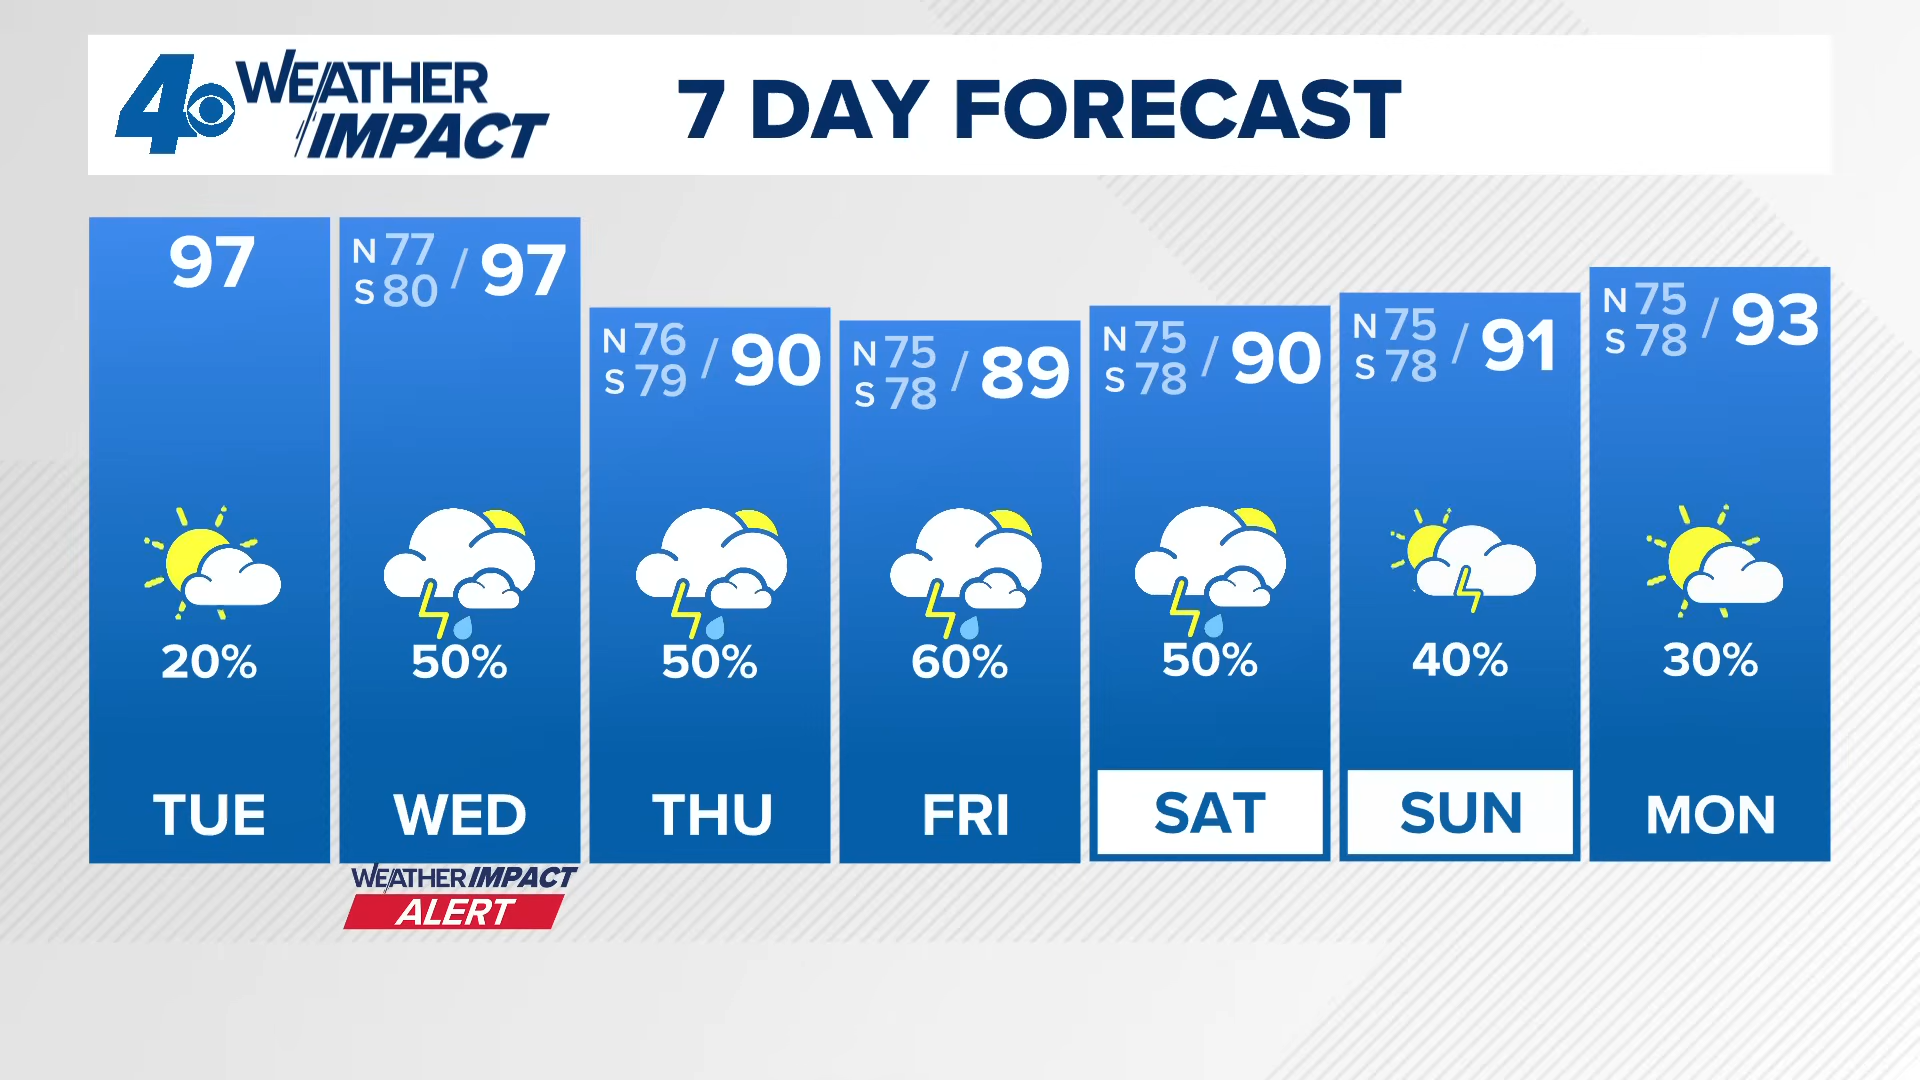 4 WEATHER IMPACT
7 DAY FORECAST
97
20%
TUE
N 77
S 80
/ 97
50%
WED
WEATHER IMPACT
ALERT
N 76
S 79
/ 90
50%
THU
N 75
S 78
/ 89
60%
FRI
N 75
S 78
/ 90
50%
SAT
N 75
S 78
/ 91
40%
SUN
N 75
S 78
/ 93
30%
MON